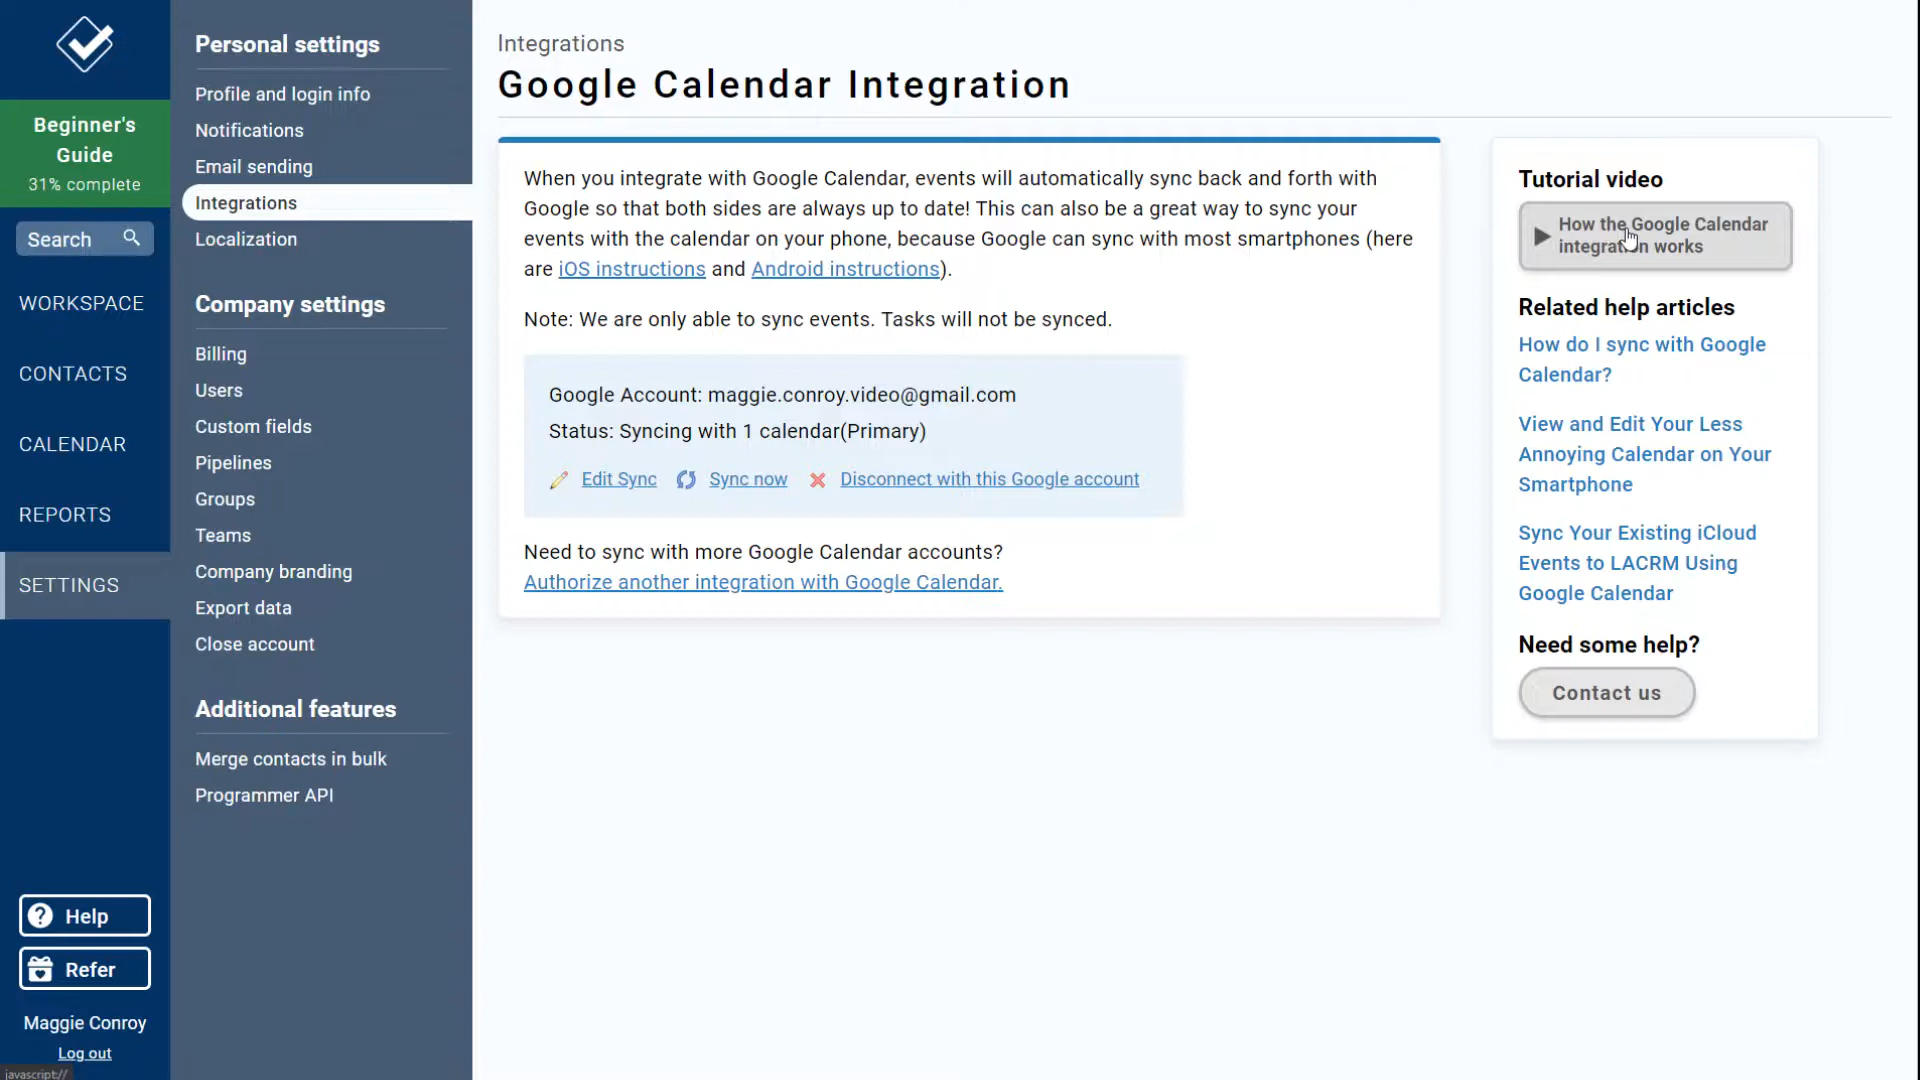 Beginner's
Guide
31% complete
Search
WORKSPACE
CONTACTS
CALENDAR
REPORTS
SETTINGS
Help
Refer
Maggie Conroy
Log out
javascript://
Personal settings
Profile and login info
Notifications
Email sending
Integrations
Localization
Company settings
Billing
Users
Custom fields
Pipelines
Groups
Teams
Company branding
Export data
Close account
Additional features
Merge contacts in bulk
Programmer API
Integrations
Google Calendar Integration
When you integrate with Google Calendar, events will automatically sync back and forth with
Google so that both sides are always up to date! This can also be a great way to sync your
events with the calendar on your phone, because Google can sync with most smartphones (here
are iOS instructions and Android instructions).
Note: We are only able to sync events. Tasks will not be synced.
Google Account: maggie.conroy.video@gmail.com
Status: Syncing with 1 calendar(Primary)
Edit Sync Sync now Disconnect with this Google account
Need to sync with more Google Calendar accounts?
Authorize another integration with Google Calendar.
Tutorial video
How the Google Calendar
integration works
Related help articles
How do I sync with Google
Calendar?
View and Edit Your Less
Annoying Calendar on Your
Smartphone
Sync Your Existing iCloud
Events to LACRM Using
Google Calendar
Need some help?
Contact us